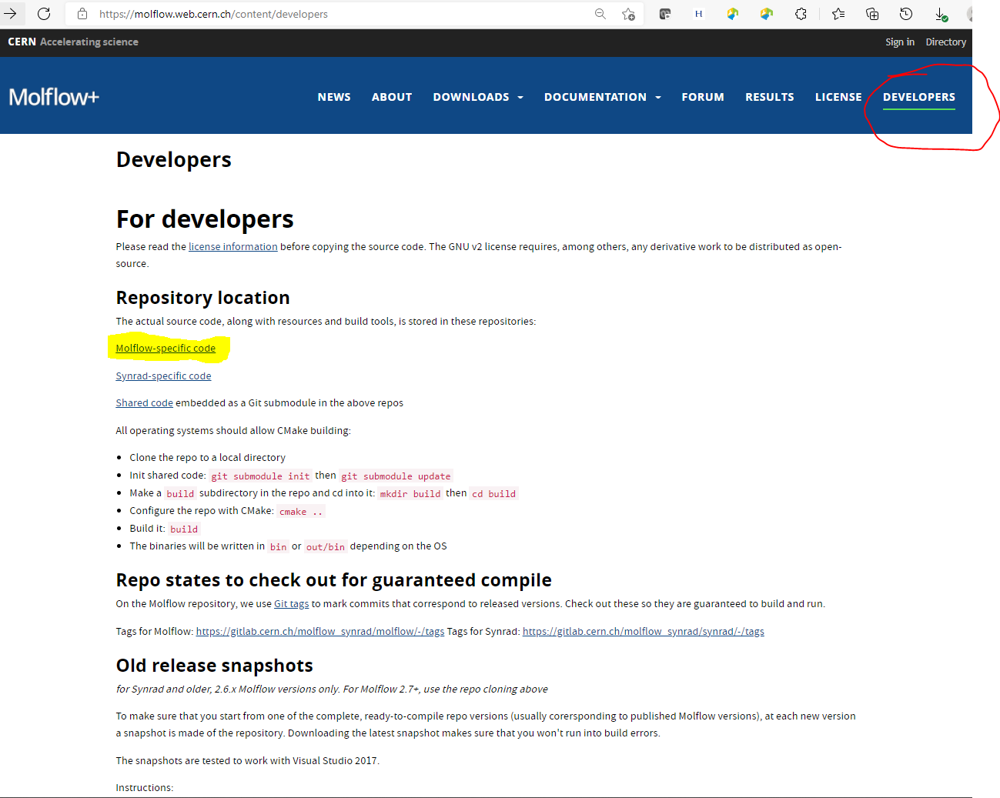 https://molflow.web.cern.ch/content/developers
H
CERN Accelerating science
Sign in Directory
Molflow+
NEWS ABOUT DOWNLOADS DOCUMENTATION FORUM RESULTS LICENSE DEVELOPERS
Developers
For developers
Please read the license information before copying the source code. The GNU v2 license requires, among others, any derivative work to be distributed as open-
source.
Repository location
The actual source code, along with resources and build tools, is stored in these repositories:
Molflow-specific code
Synrad-specific code
Shared code embedded as a Git submodule in the above repos
All operating systems should allow CMake building:
• Clone the repo to a local directory
• Init shared code: git submodule init then git submodule update
• Make a build subdirectory in the repo and cd into it: mkdir build then cd build
• Configure the repo with CMake: cmake ..
• Build it: build
• The binaries will be written in bin or out/bin depending on the OS
Repo states to check out for guaranteed compile
On the Molflow repository, we use Git tags to mark commits that correspond to released versions. Check out these so they are guaranteed to build and run.
Tags for Molflow: https://gitlab.cern.ch/molflow_synrad/molflow/-/tags Tags for Synrad: https://gitlab.cern.ch/molflow_synrad/synrad/-/tags
Old release snapshots
for Synrad and older, 2.6.x Molflow versions only. For Molflow 2.7+, use the repo cloning above
To make sure that you start from one of the complete, ready-to-compile repo versions (usually corersponding to published Molflow versions), at each new version
a snapshot is made of the repository. Downloading the latest snapshot makes sure that you won't run into build errors.
The snapshots are tested to work with Visual Studio 2017.
Instructions: